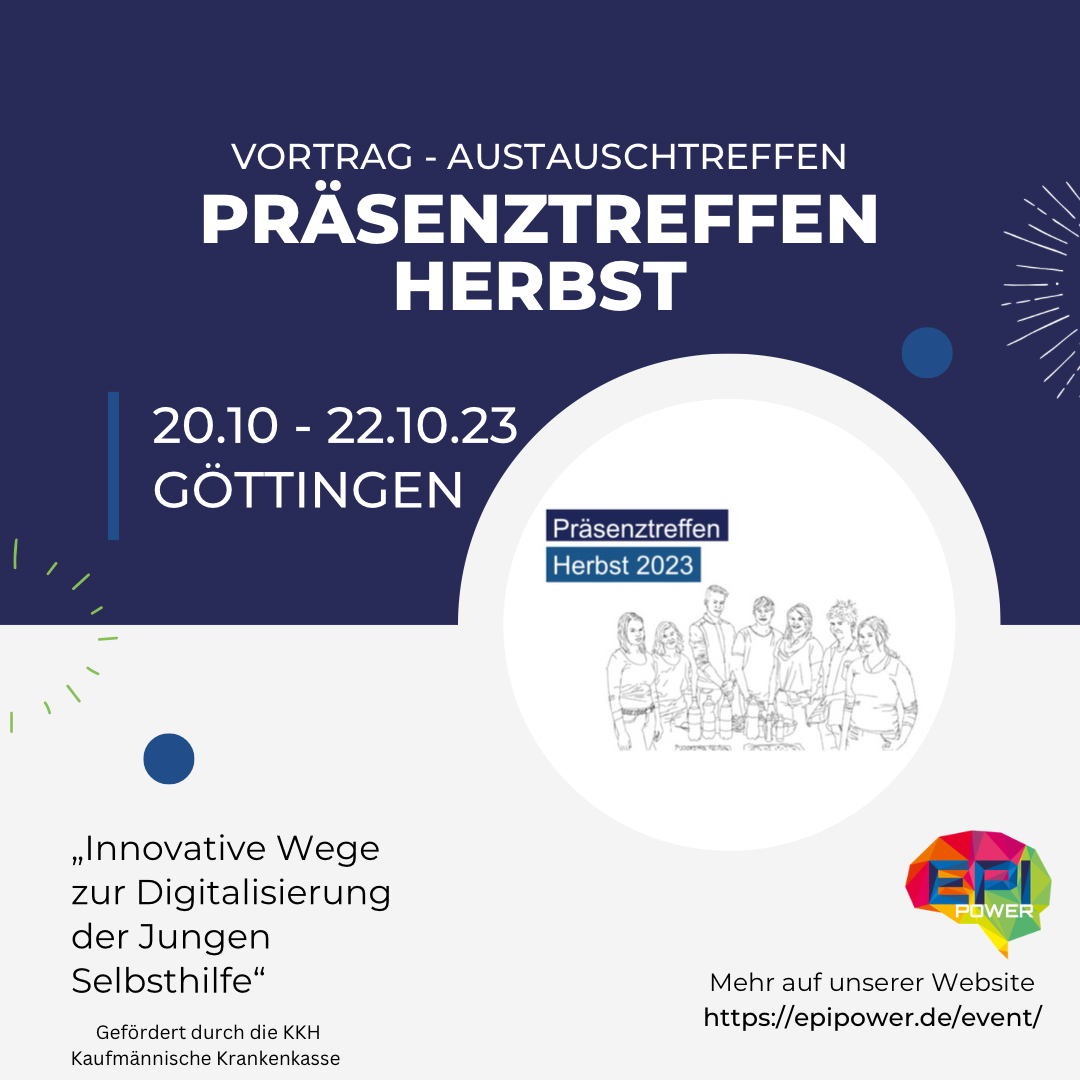 VORTRAG - AUSTAUSCHTREFFEN
PRÄSENZTREFFEN
HERBST
20.10 - 22.10.23
GÖTTINGEN
Präsenztreffen
Herbst 2023
„Innovative Wege
zur Digitalisierung
der Jungen
Selbsthilfe“
Gefördert durch die KKH
Kaufmännische Krankenkasse
EPI
POWER
Mehr auf unserer Website
https://epipower.de/event/